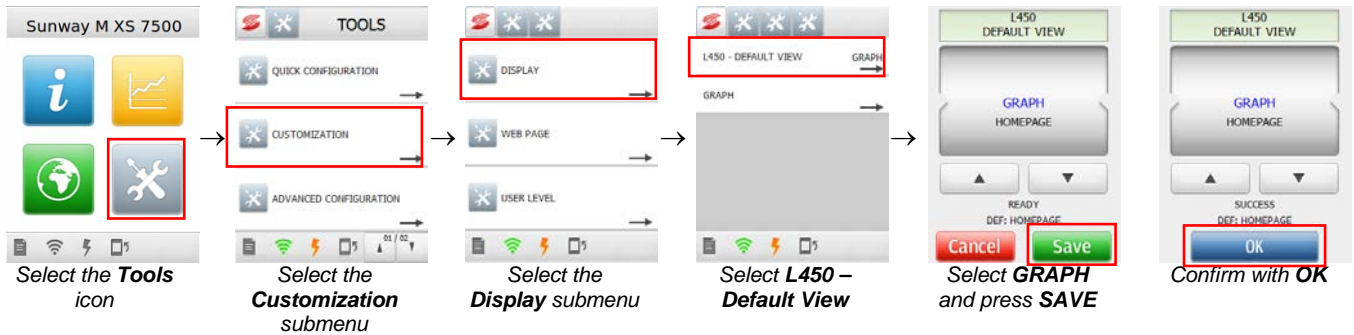 Sunway M XS 7500
Select the Tools
icon
TOOLS
QUICK CONFIGURATION
CUSTOMIZATION
ADVANCED CONFIGURATION
01 / 02
Select the
Customization
submenu
DISPLAY
WEB PAGE
USER LEVEL
Select the
Display submenu
L450 - DEFAULT VIEW GRAPH
GRAPH
Select L450 –
Default View
L450
DEFAULT VIEW
GRAPH
HOMEPAGE
READY
DEF: HOMEPAGE
Cancel Save
Select GRAPH
and press SAVE
L450
DEFAULT VIEW
GRAPH
HOMEPAGE
SUCCESS
DEF: HOMEPAGE
OK
Confirm with OK